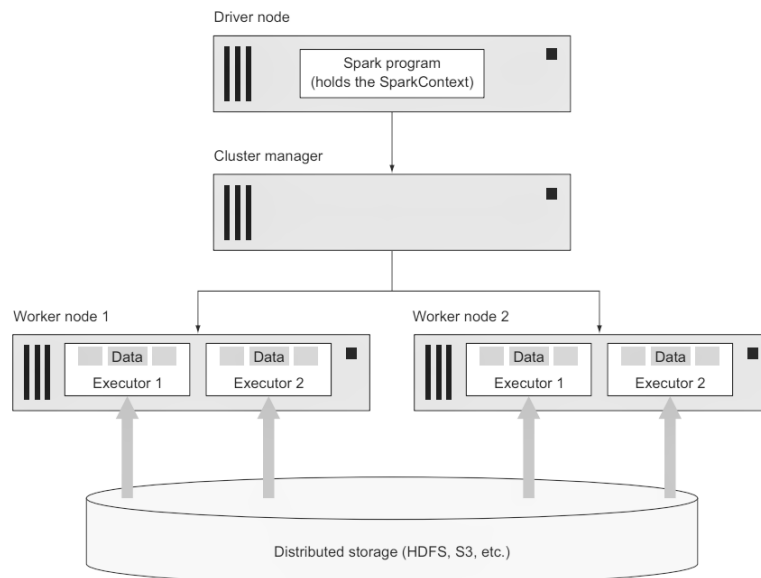 Driver node
Spark program
(holds the SparkContext)
Cluster manager
Worker node 1
Worker node 2
Data
Data
Data
Data
Executor 1
Executor 2
Executor 1
Executor 2
Distributed storage (HDFS, S3, etc.)